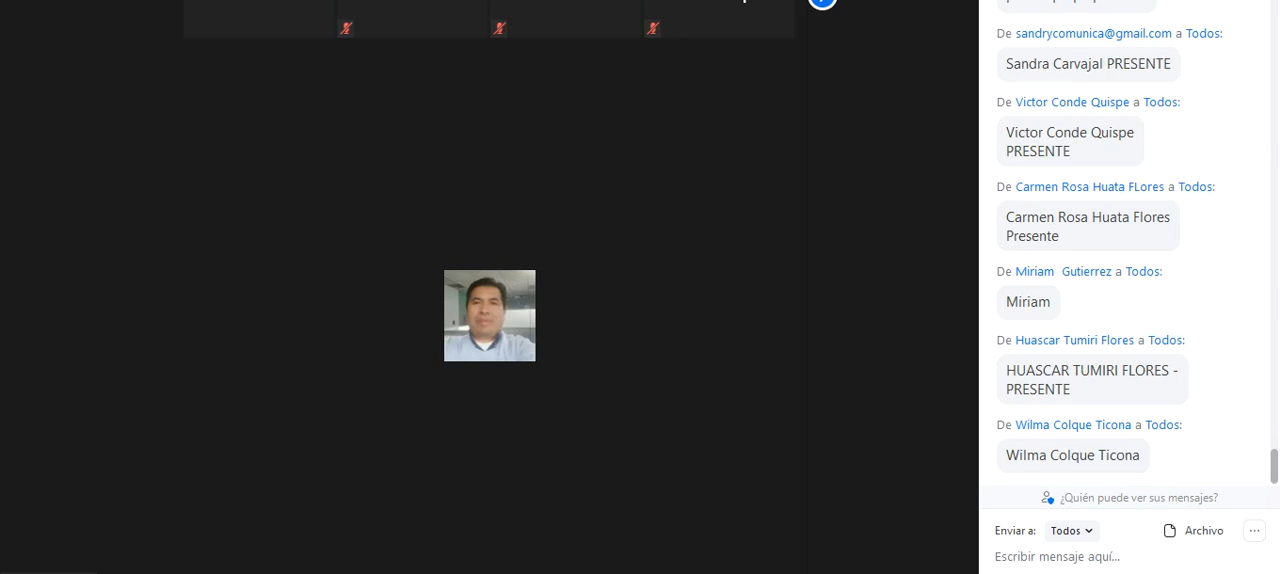 De sandrycomunica@gmail.com a Todos:
Sandra Carvajal PRESENTE
De Victor Conde Quispe a Todos:
Victor Conde Quispe
PRESENTE
De Carmen Rosa Huata FLores a Todos:
Carmen Rosa Huata Flores
Presente
De Miriam Gutierrez a Todos:
Miriam
De Huascar Tumiri Flores a Todos:
HUASCAR TUMIRI FLORES -
PRESENTE
De Wilma Colque Ticona a Todos:
Wilma Colque Ticona
¿Quién puede ver sus mensajes?
Enviar a: Todos Archivo ...
Escribir mensaje aquí...